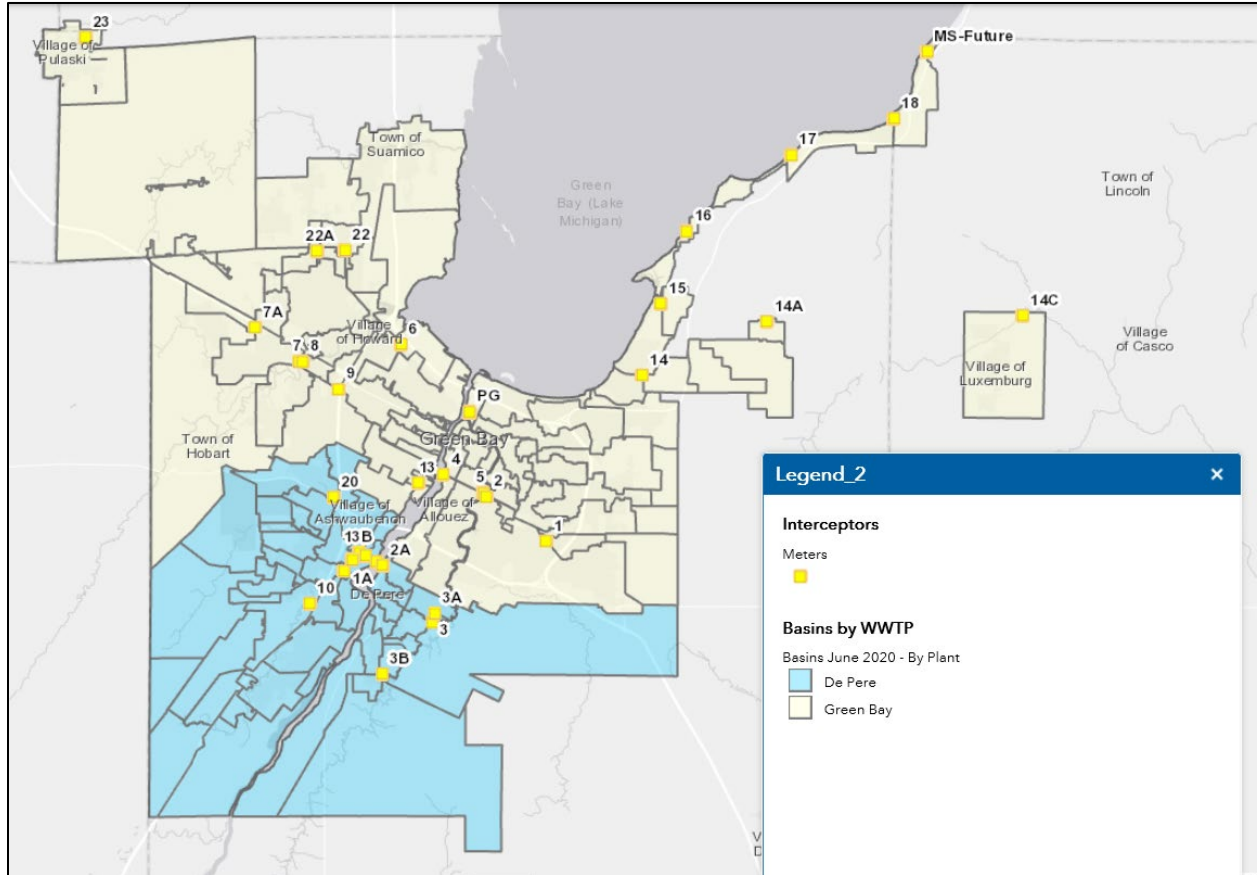 23
Village of
Pulaski
MS-Future
18
Town of
Suamico
17
Town of
Lincoln
Green
Bay (Lake
Michigan)
16
22A
22
15
14A
14C
7A
Village
of Howard
6
Village
of Casco
7
8
14
Village of
Luxemburg
9
PG
Town of
Hobart
Green Bay
13
4
5
2
20
Village of
Ashwaubenon
Village of
Allouez
1
13B
2A
1A
10
De Pere
3A
3
3B
Legend_2
×
Interceptors
Meters
Basins by WWTP
Basins June 2020 - By Plant
De Pere
Green Bay
V
D